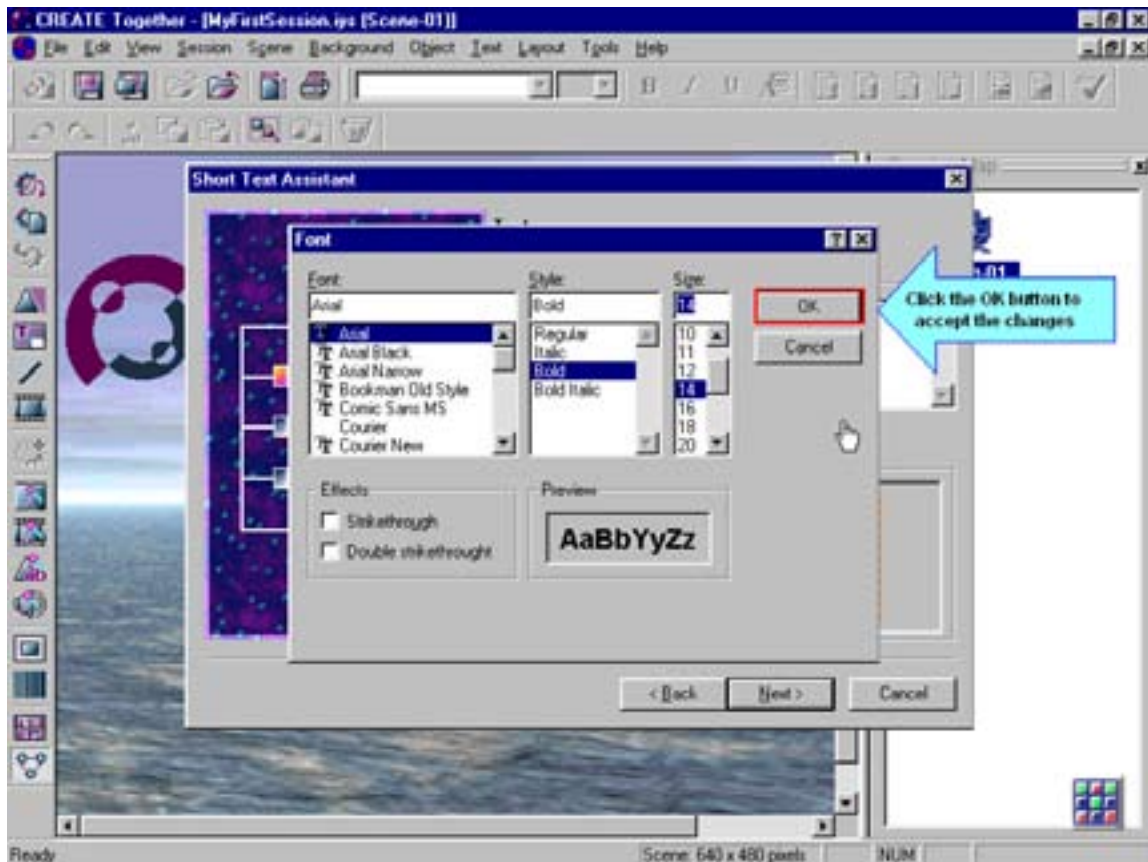 CREATE Together - [MyFirstSession.iys [Scene-01]]
File Edit View Session Scene Background Object Text Layout Tools Help
B / U
Short Text Assistant
Font
Font:
Style:
Size:
Arial
Bold
14
OK
Cancel
Arial
Arial Black
Arial Narrow
Bookman Old Style
Comic Sans MS
Courier
Courier New
Regular
Italic
Bold
Bold Italic
10
11
12
14
16
18
20
Click the OK button to
accept the changes
Effects
Strikethrough
Double strikethrought
Preview
AaBbYyZz
< Back
Next >
Cancel
Ready
Scene: 640 x 480 pixels
NUM